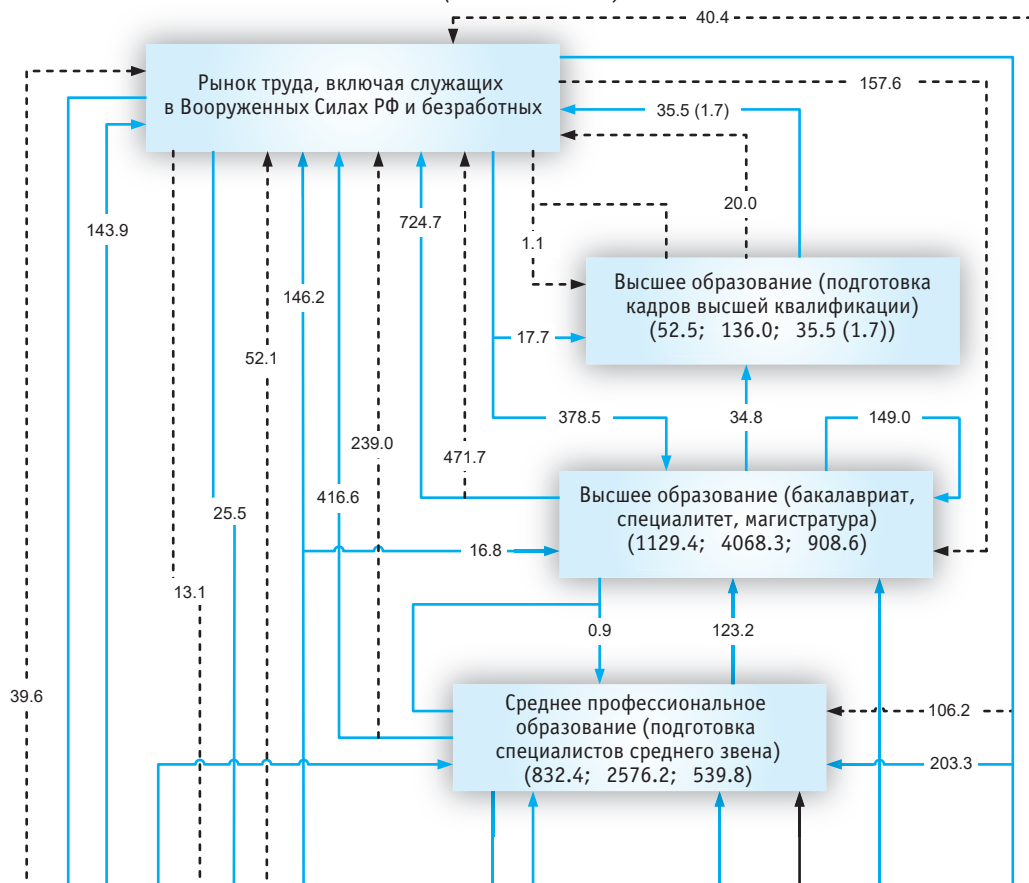 40.4
Рынок труда, включая служащих
в Вооруженных Силах РФ и безработных
157.6
35.5 (1.7)
143.9
724.7
1.1
20.0
146.2
Высшее образование (подготовка
кадров высшей квалификации)
(52.5; 136.0; 35.5 (1.7))
17.7
52.1
378.5
34.8
149.0
239.0
471.7
416.6
25.5
Высшее образование (бакалавриат,
специалитет, магистратура)
(1129.4; 4068.3; 908.6)
16.8
13.1
0.9
123.2
39.6
Среднее профессиональное
образование (подготовка
специалистов среднего звена)
(832.4; 2576.2; 539.8)
106.2
203.3